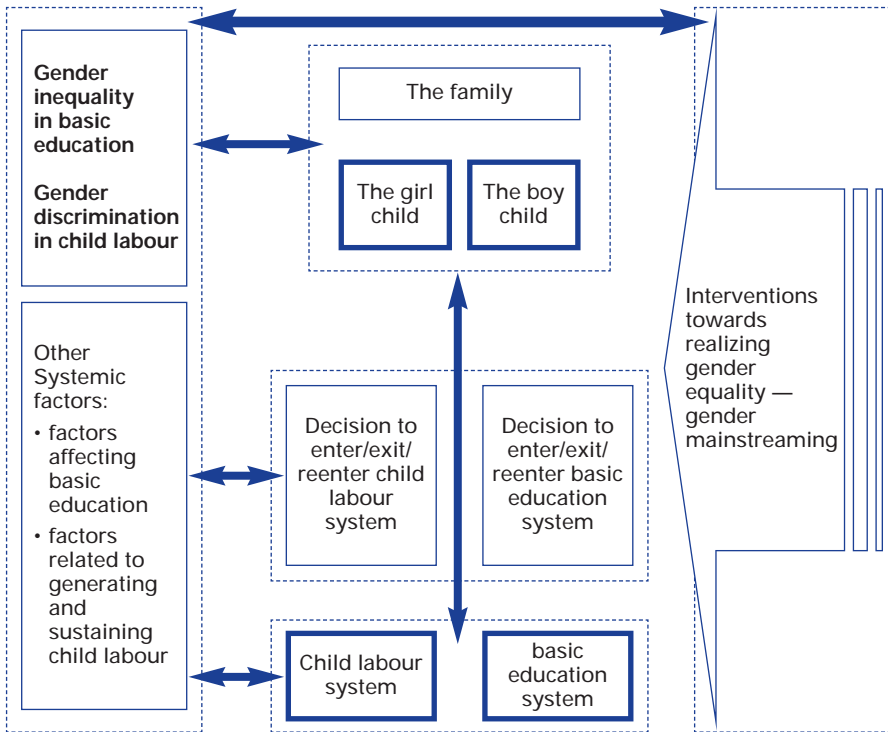 Gender
inequality
in basic
education
Gender
discrimination
in child labour
Other
Systemic
factors:
• factors
affecting
basic
education
• factors
related to
generating
and
sustaining
child labour
The family
The girl
child
The boy
child
Decision to
enter/exit/
reenter child
labour
system
Decision to
enter/exit/
reenter basic
education
system
Child labour
system
basic
education
system
Interventions
towards
realizing
gender
equality —
gender
mainstreaming